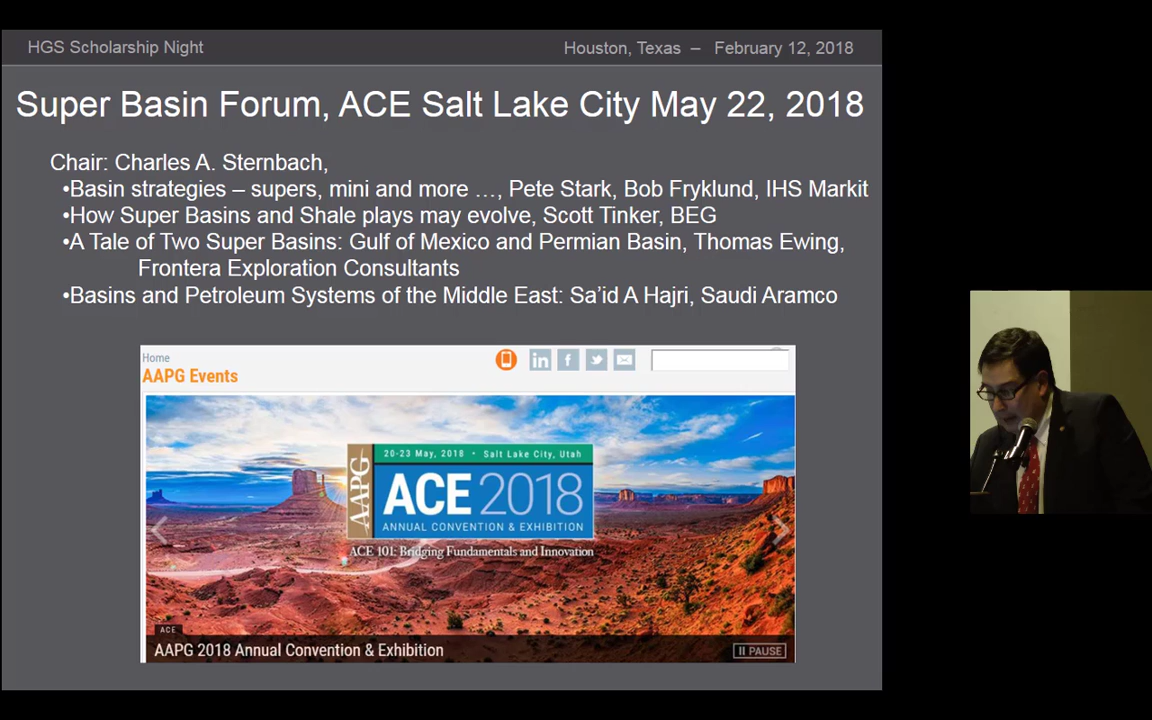 HGS Scholarship Night
Houston, Texas – February 12, 2018
Super Basin Forum, ACE Salt Lake City May 22, 2018
Chair: Charles A. Sternbach,
•Basin strategies – supers, mini and more …, Pete Stark, Bob Fryklund, IHS Markit
•How Super Basins and Shale plays may evolve, Scott Tinker, BEG
•A Tale of Two Super Basins: Gulf of Mexico and Permian Basin, Thomas Ewing,
Frontera Exploration Consultants
•Basins and Petroleum Systems of the Middle East: Sa’id A Hajri, Saudi Aramco
Home
AAPG Events
in f
20-23 May, 2018 • Salt Lake City, Utah
AAPG
ACE 2018
ANNUAL CONVENTION & EXHIBITION
ACE 101: Bridging Fundamentals and Innovation
ACE
AAPG 2018 Annual Convention & Exhibition
PAUSE